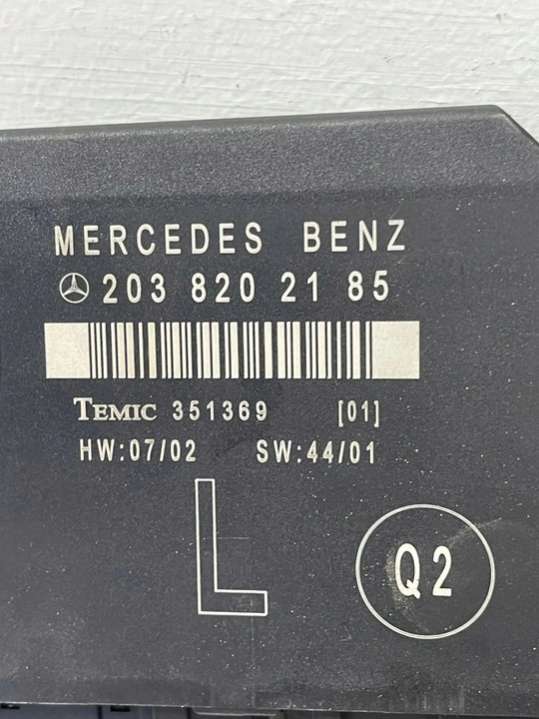 MERCEDES BENZ
203 820 21 85
TEMIC 351369 [01]
HW:07/02 SW:44/01
L
Q2